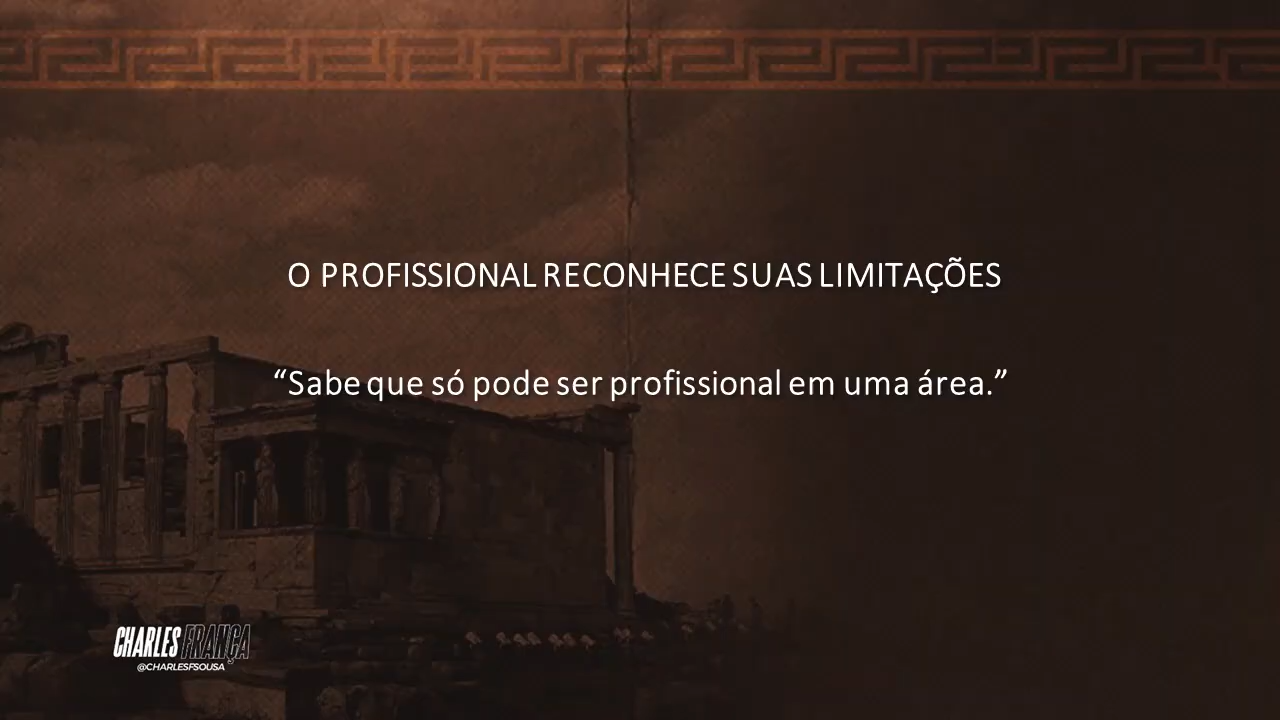 O PROFISSIONAL RECONHECE SUAS LIMITAÇÕES
“Sabe que só pode ser profissional em uma área.”
CHARLES FRANÇA
@CHARLESFSOUSA